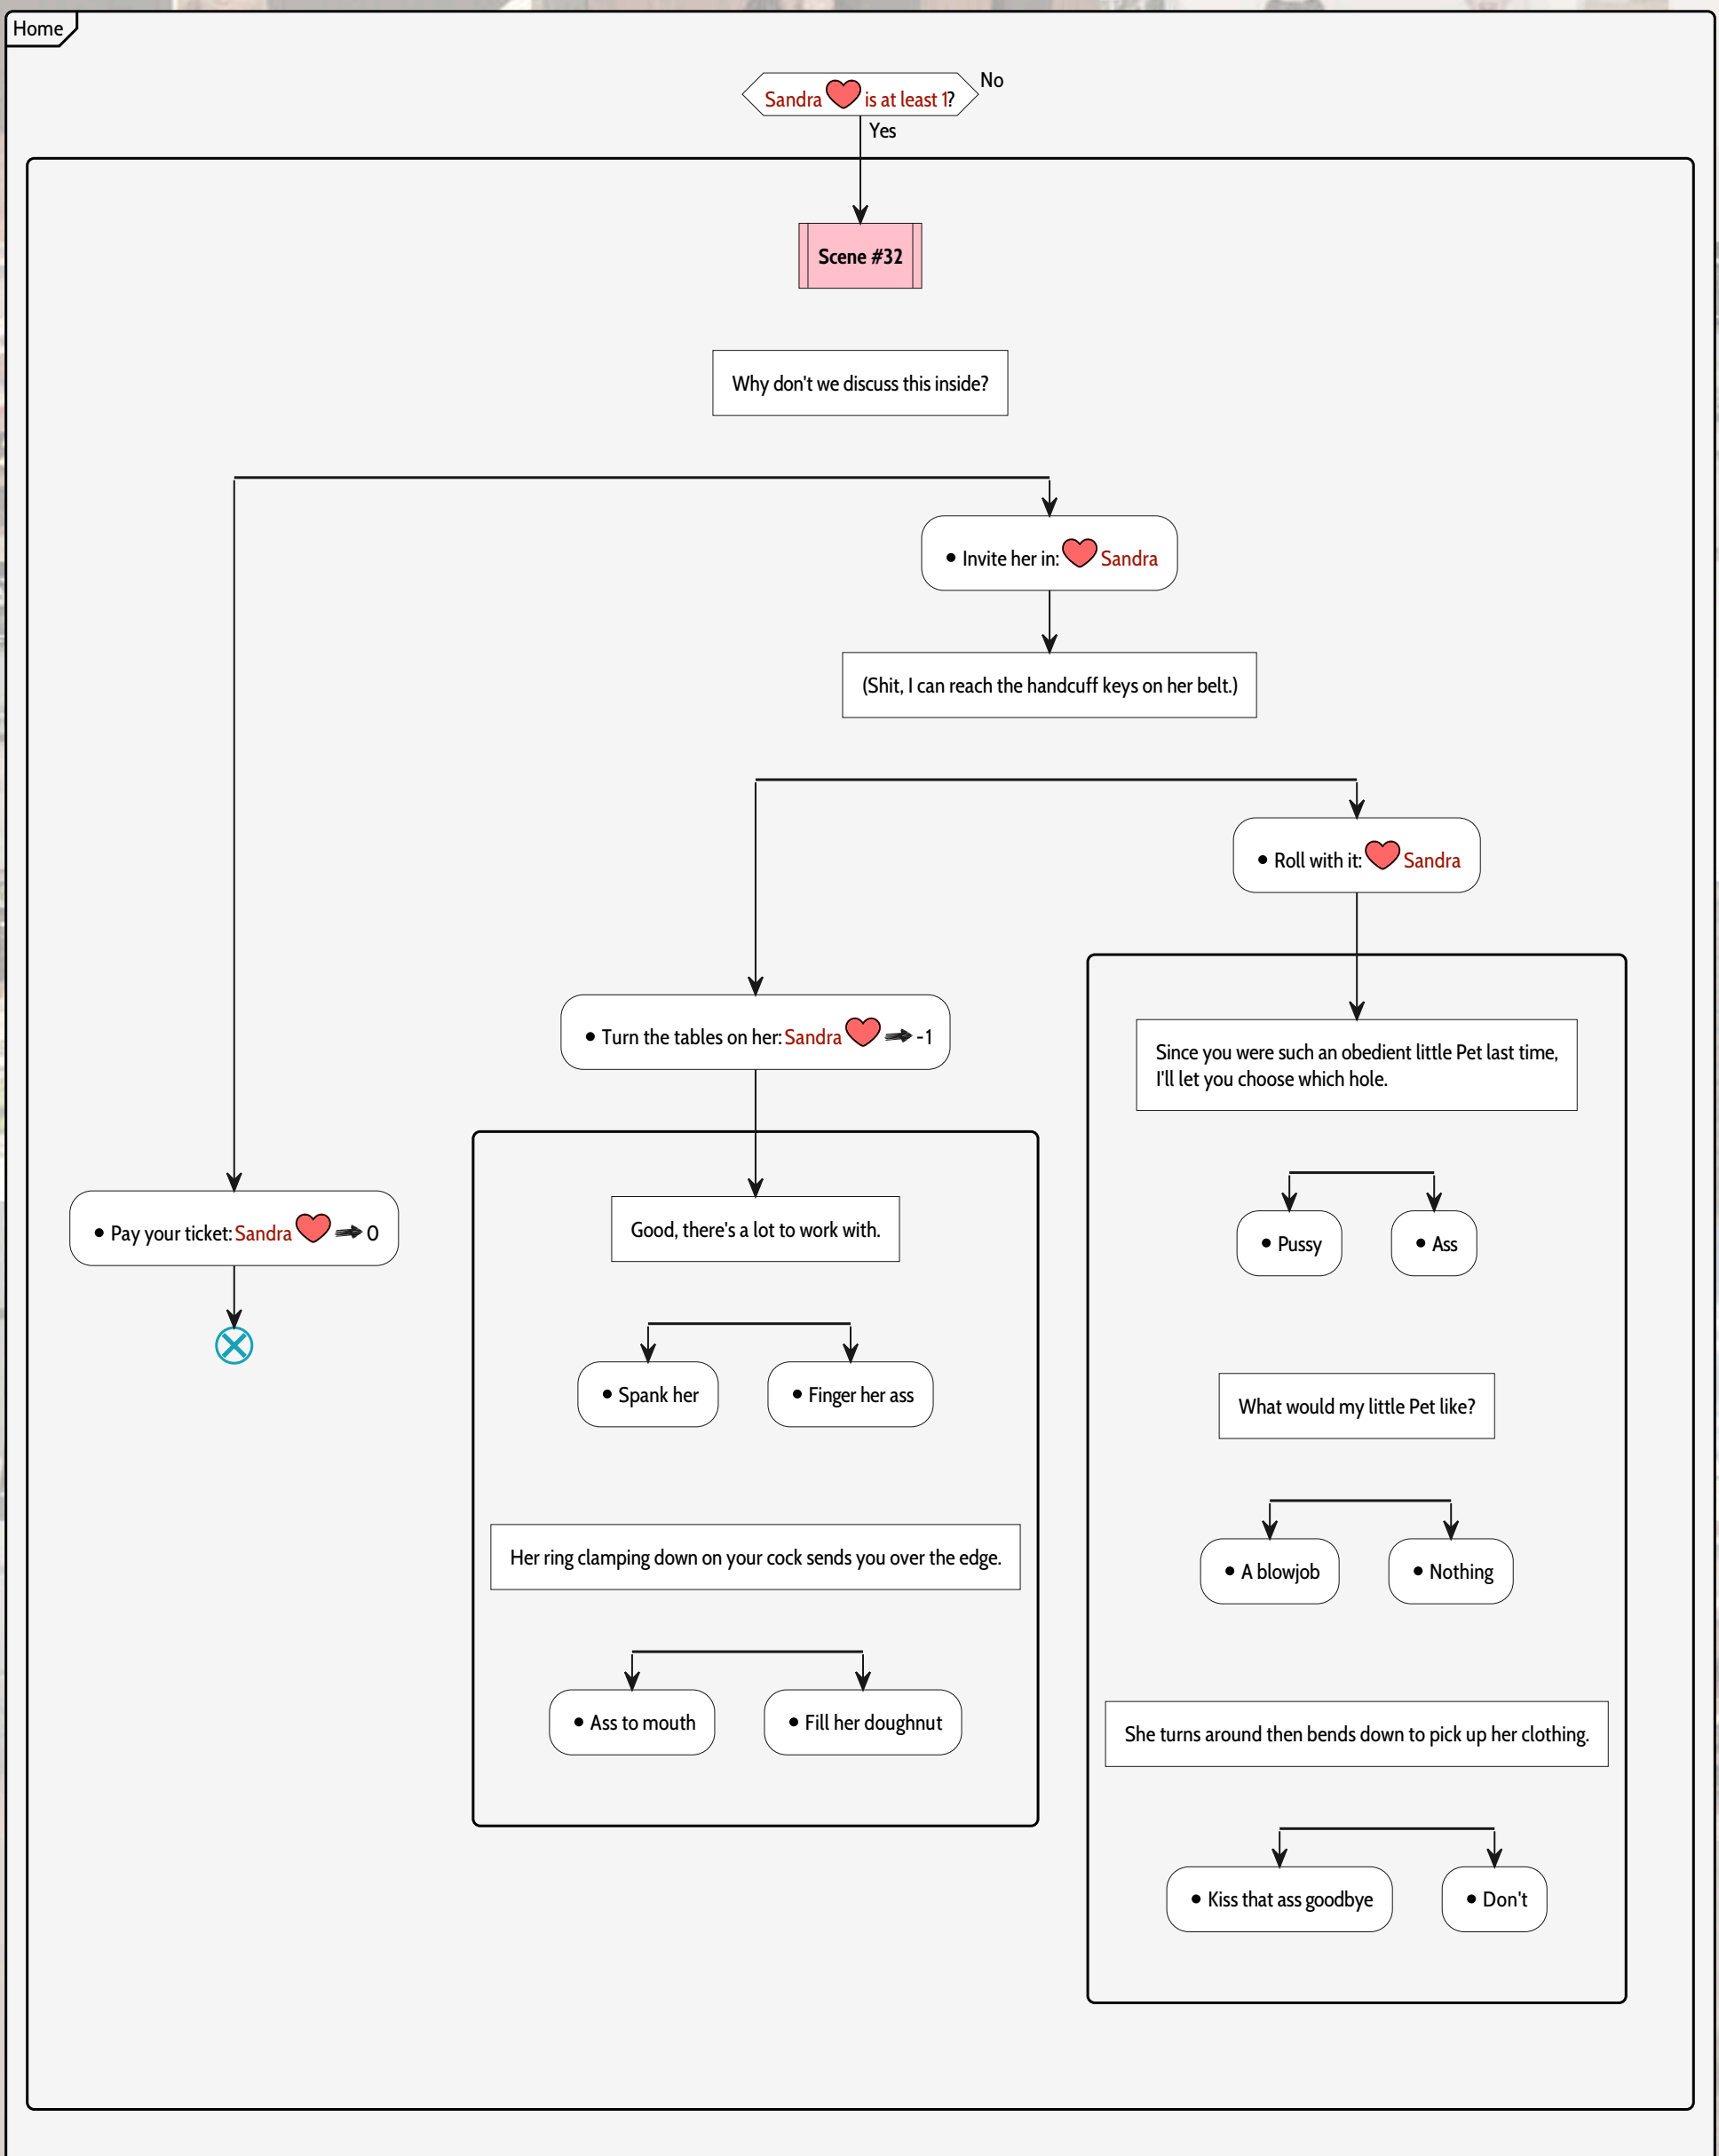 Home
Sandra is at least 1?
No
Yes
Scene #32
Why don't we discuss this inside?
• Invite her in: Sandra
(Shit, I can reach the handcuff keys on her belt.)
• Roll with it: Sandra
• Turn the tables on her: Sandra -1
Since you were such an obedient little Pet last time,
I'll let you choose which hole.
• Pay your ticket: Sandra 0
Good, there's a lot to work with.
• Pussy
• Ass
• Spank her
• Finger her ass
What would my little Pet like?
Her ring clamping down on your cock sends you over the edge.
• A blowjob
• Nothing
• Ass to mouth
• Fill her doughnut
She turns around then bends down to pick up her clothing.
• Kiss that ass goodbye
• Don't